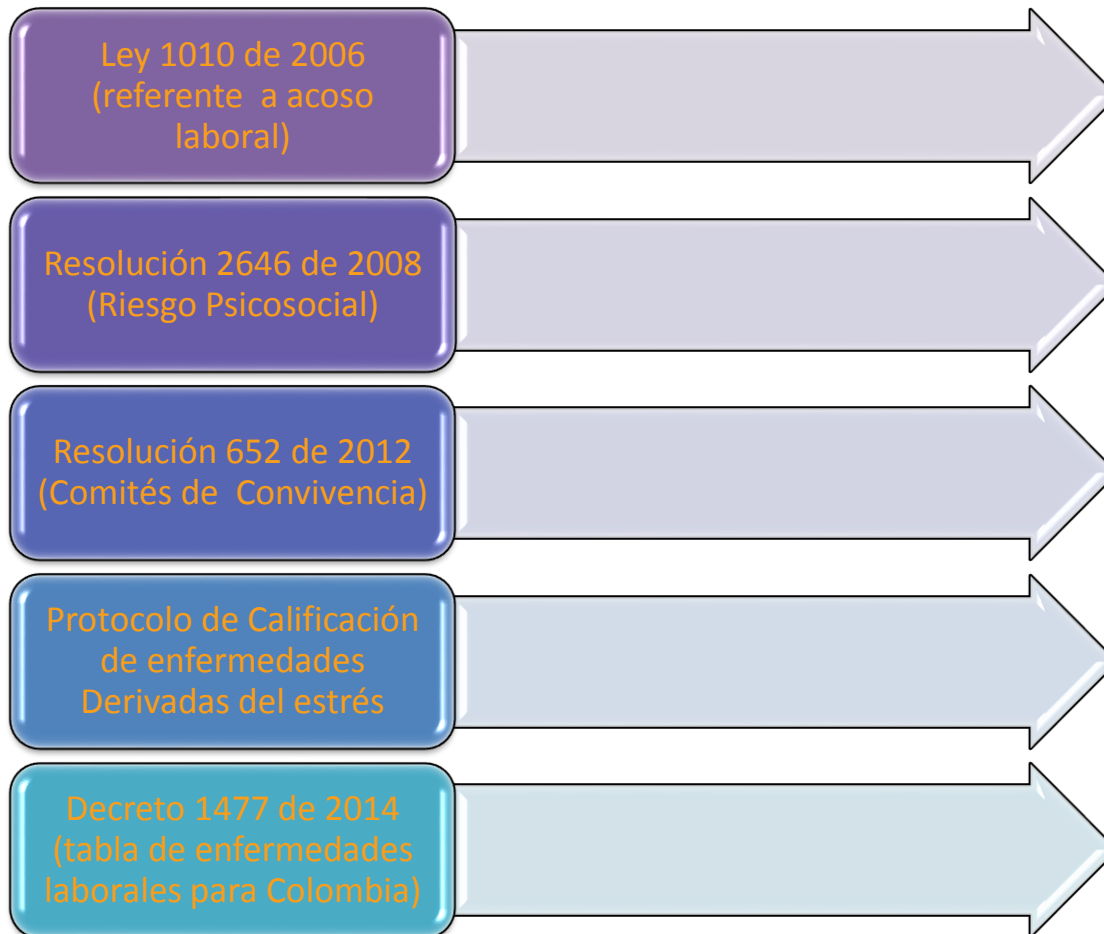 Ley 1010 de 2006
(referente a acoso
laboral)
Resolución 2646 de 2008
(Riesgo Psicosocial)
Resolución 652 de 2012
(Comités de Convivencia)
Protocolo de Calificación
de enfermedades
Derivadas del estrés
Decreto 1477 de 2014
(tabla de enfermedades
laborales para Colombia)